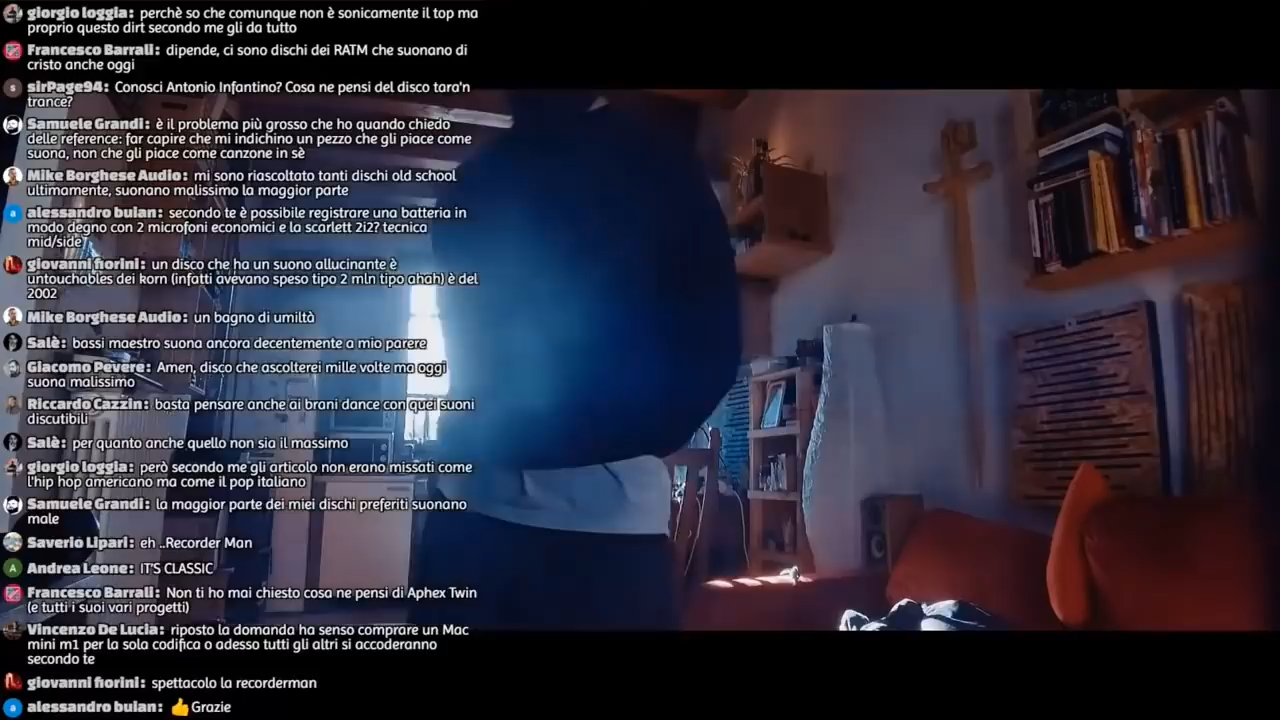 giorgio loggia: perchè so che comunque non è sonicamente il top ma
proprio questo dirt secondo me gli da tutto
Francesco Barrali: dipende, ci sono dischi dei RATM che suonano di
cristo anche oggi
s sirPage94: Conosci Antonio Infantino? Cosa ne pensi del disco tara'n
trance?
Samuele Grandi: è il problema più grosso che ho quando chiedo
delle reference: far capire che mi indichino un pezzo che gli piace come
suona, non che gli piace come canzone in sè
Mike Borghese Audio: mi sono riascoltato tanti dischi old school
ultimamente, suonano malissimo la maggior parte
a alessandro buian: secondo te è possibile registrare una batteria in
modo degno con 2 microfoni economici e la scarlett 2i2? tecnica
mid/side
giovanni fiorini: un disco che ha un suono allucinante è
untouchables dei korn (infatti avevano speso tipo 2 mln tipo ahah) è del
2002
Mike Borghese Audio: un bagno di umiltà
Salè: bassi maestro suona ancora decentemente a mio parere
Giacomo Pevere: Amen, disco che ascolterei mille volte ma oggi
suona malissimo
Riccardo Cazzin: basta pensare anche ai brani dance con quei suoni
discutibili
Salè: per quanto anche quello non sia il massimo
giorgio loggia: però secondo me gli articolo non erano missati come
l'hip hop americano ma come il pop italiano
Samuele Grandi: la maggior parte dei miei dischi preferiti suonano
male
Saverio Lipari: eh ..Recorder Man
A Andrea Leone: IT'S CLASSIC
Francesco Barrali: Non ti ho mai chiesto cosa ne pensi di Aphex Twin
(e tutti i suoi vari progetti)
Vincenzo De Lucia: riposto la domanda ha senso comprare un Mac
mini m1 per la sola codifica o adesso tutti gli altri si accoderanno
secondo te
giovanni fiorini: spettacolo la recorderman
a alessandro buian: 👍Grazie